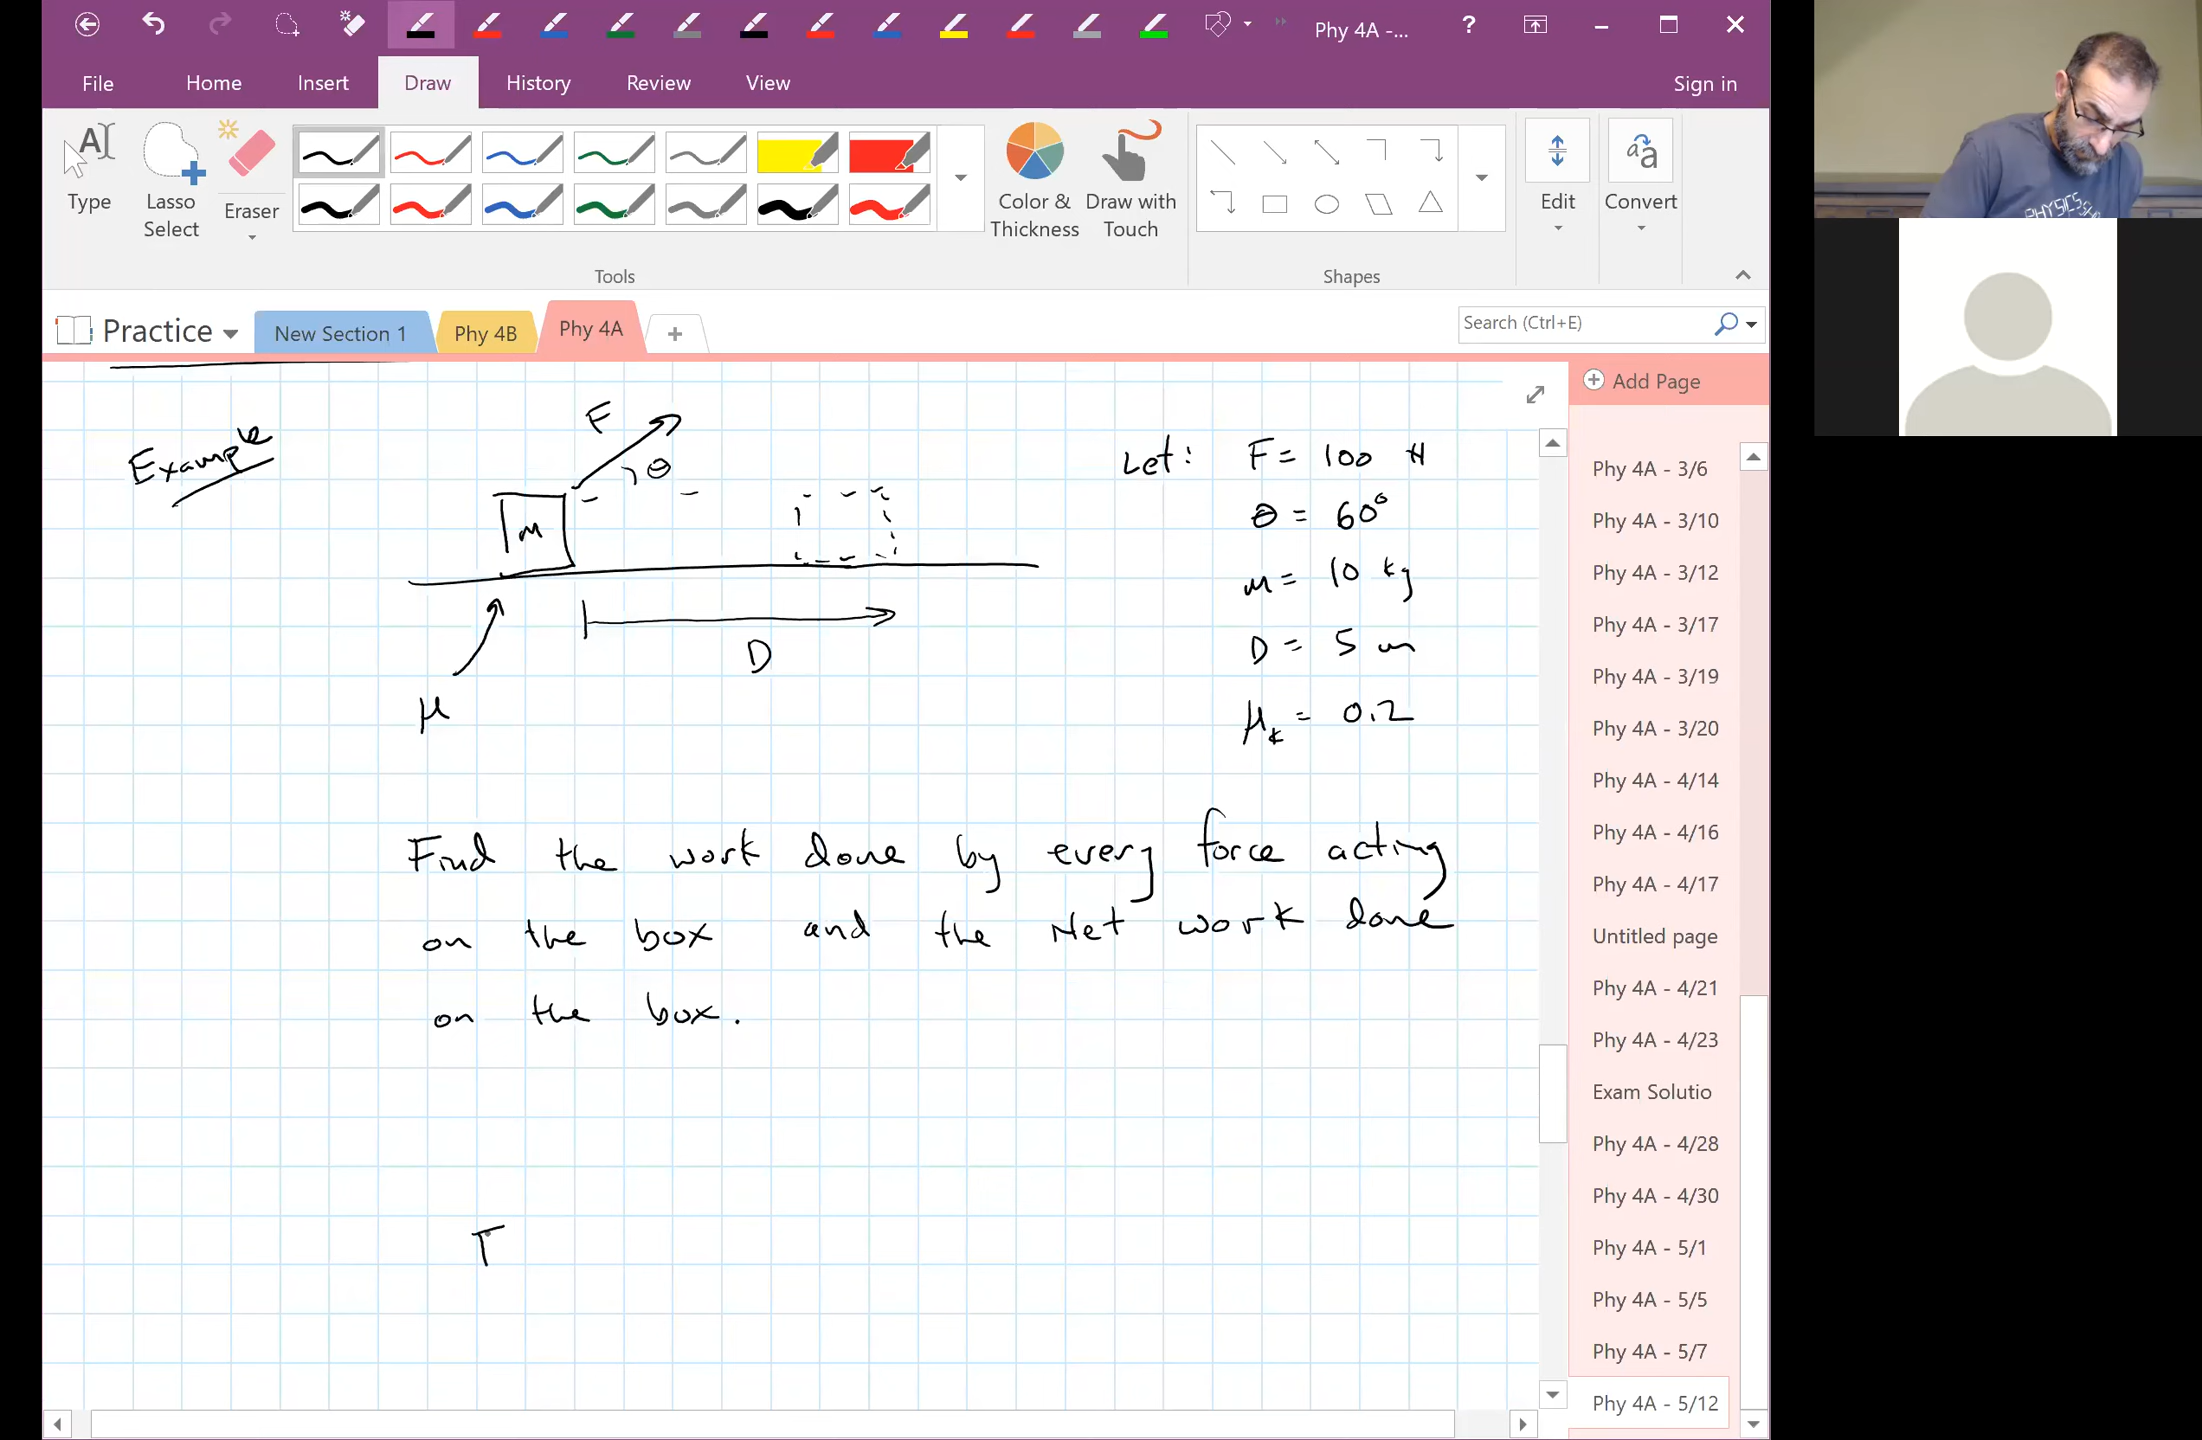 Phy 4A -...
?
File Home Insert Draw History Review View Sign in
Type
Lasso Select
Eraser
Color & Thickness
Draw with Touch
Edit
Convert
Tools
Shapes
Practice New Section 1 Phy 4B Phy 4A +
Search (Ctrl+E)
Add Page
Phy 4A - 3/6
Phy 4A - 3/10
Phy 4A - 3/12
Phy 4A - 3/17
Phy 4A - 3/19
Phy 4A - 3/20
Phy 4A - 4/14
Phy 4A - 4/16
Phy 4A - 4/17
Untitled page
Phy 4A - 4/21
Phy 4A - 4/23
Exam Solutio
Phy 4A - 4/28
Phy 4A - 4/30
Phy 4A - 5/1
Phy 4A - 5/5
Phy 4A - 5/7
Phy 4A - 5/12
Example
F
θ
m
D
μ
Let: F = 100 N
θ = 60°
m = 10 kg
D = 5 m
μk = 0.2
Find the work done by every force acting
on the box and the Net work done
on the box.
PHYSICS